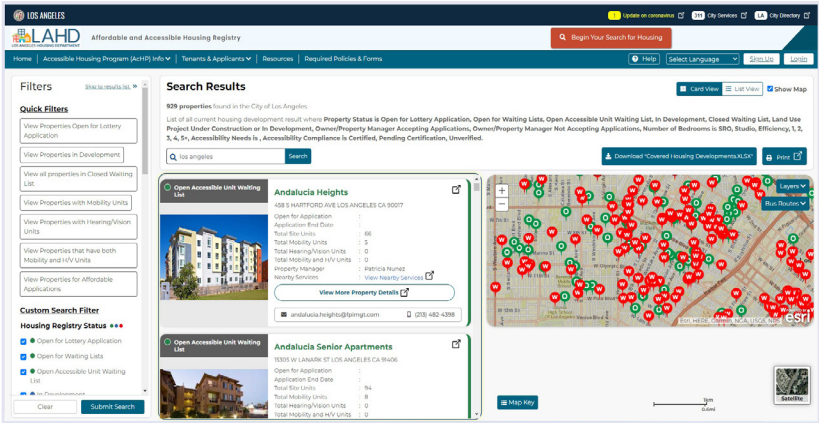 LOS ANGELES
! Update on coronavirus
311 City Services
LA City Directory
LAHD
LOS ANGELES HOUSING DEPARTMENT
Affordable and Accessible Housing Registry
Begin Your Search for Housing
Home
Accessible Housing Program (AcHP) Info
Tenants & Applicants
Resources
Required Policies & Forms
Help
Select Language
Sign Up
Login
Filters
Skip to results list. »
Quick Filters
View Properties Open for Lottery
Application
View Properties in Development
View all properties in Closed Waiting
List
View Properties with Mobility Units
View Properties with Hearing/Vision
Units
View Properties that have both
Mobility and H/V Units
View Properties for Affordable
Applications
Custom Search Filter
Housing Registry Status
Open for Lottery Application
Open for Waiting Lists
Open Accessible Unit Waiting
List
In Development
Clear
Submit Search
Search Results
Card View
List View
Show Map
929 properties found in the City of Los Angeles
List of all current housing development result where Property Status is Open for Lottery Application, Open for Waiting Lists, Open Accessible Unit Waiting List, In Development, Closed Waiting List, Land Use
Project Under Construction or In Development, Owner/Property Manager Accepting Applications, Owner/Property Manager Not Accepting Applications, Number of Bedrooms is SRO, Studio, Efficiency, 1, 2,
3, 4, 5+, Accessibility Needs is , Accessibility Compliance is Certified, Pending Certification, Unverified.
los angeles
Search
Download "Covered Housing Developments.XLSX"
Print
Open Accessible Unit Waiting
List
Andalucia Heights
458 S HARTFORD AVE LOS ANGELES CA 90017
Open for Application :
Application End Date :
Total Site Units : 66
Total Mobility Units : 5
Total Hearing/Vision Units : 0
Total Mobility and H/V Units : 0
Property Manager : Patricia Nunez
Nearby Services : View Nearby Services
View More Property Details
andalucia.heights@fpimgt.com
(213) 482-4398
Open Accessible Unit Waiting
List
Andalucia Senior Apartments
15305 W LANARK ST LOS ANGELES CA 91406
Open for Application :
Application End Date :
Total Site Units : 94
Total Mobility Units : 8
Total Hearing/Vision Units : 0
Total Mobility and H/V Units : 0
+
−
Layers
Bus Routes
Esri, HERE, Garmin, NGA, USGS, NPS
esri
Map Key
1km
0.6mi
Satellite